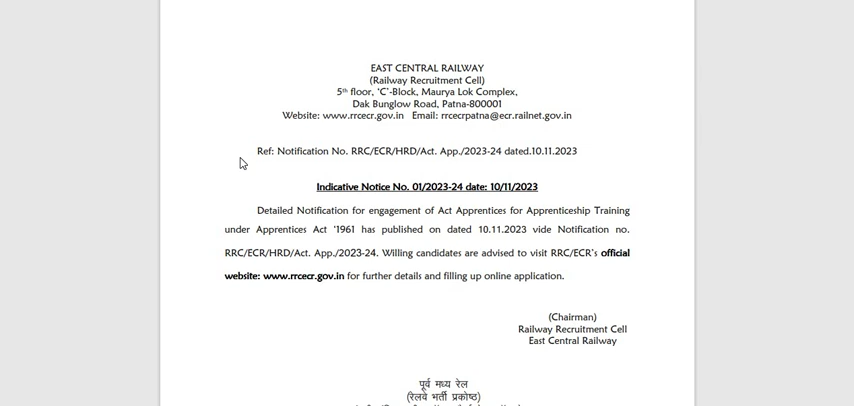 EAST CENTRAL RAILWAY
(Railway Recruitment Cell)
5th floor, ‘C’-Block, Maurya Lok Complex,
Dak Bunglow Road, Patna-800001
Website: www.rrcecr.gov.in Email: rrcecrpatna@ecr.railnet.gov.in
Ref: Notification No. RRC/ECR/HRD/Act. App./2023-24 dated.10.11.2023
Indicative Notice No. 01/2023-24 date: 10/11/2023
Detailed Notification for engagement of Act Apprentices for Apprenticeship Training
under Apprentices Act ‘1961 has published on dated 10.11.2023 vide Notification no.
RRC/ECR/HRD/Act. App./2023-24. Willing candidates are advised to visit RRC/ECR’s official
website: www.rrcecr.gov.in for further details and filling up online application.
(Chairman)
Railway Recruitment Cell
East Central Railway
पूर्व मध्य रेल
(रेलवे भर्ती प्रकोष्ठ)